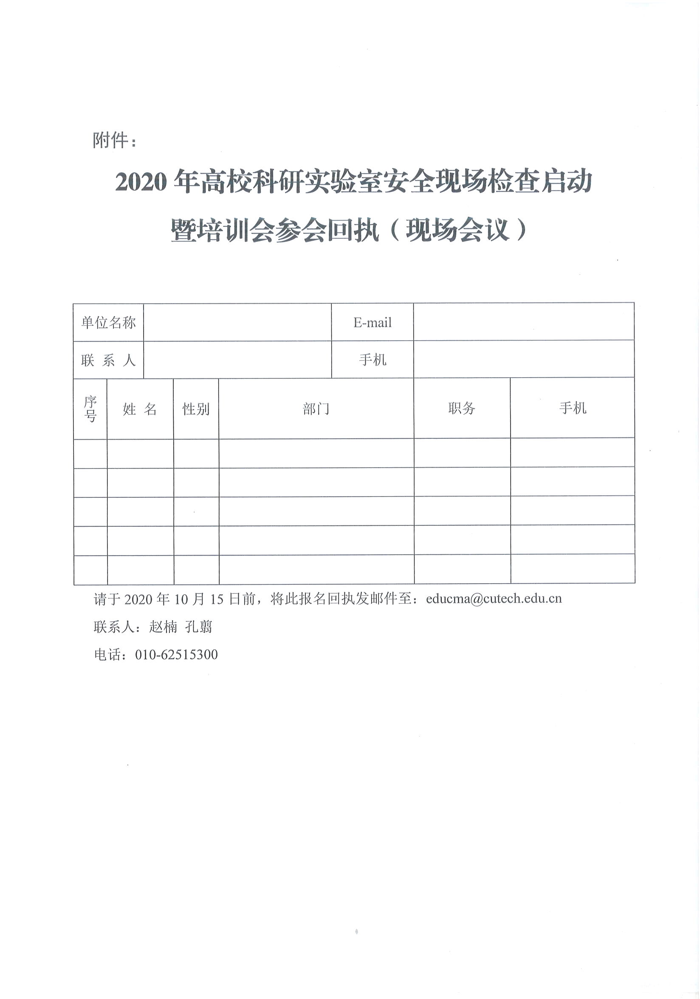 附件：
2020 年高校科研实验室安全现场检查启动
暨培训会参会回执（现场会议）
单位名称 E-mail
联 系 人 手机
序号 姓 名 性别 部门 职务 手机
请于 2020 年 10 月 15 日前，将此报名回执发邮件至：educma@cutech.edu.cn
联系人：赵楠 孔翦
电话：010-62515300